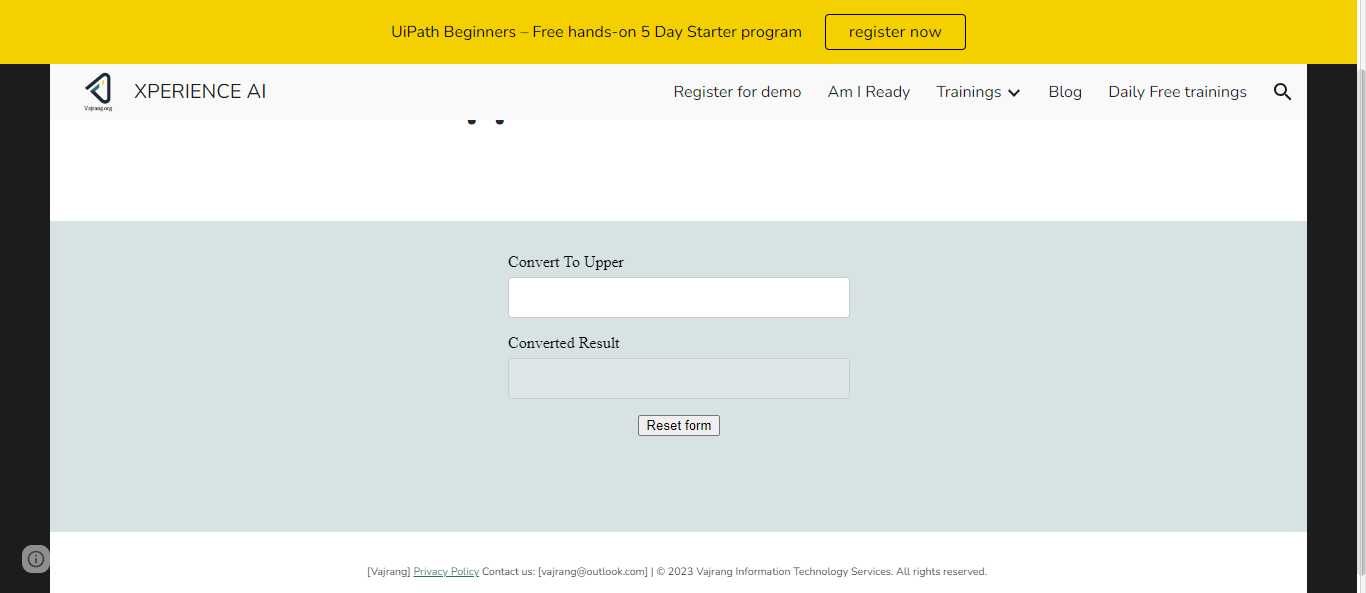 UiPath Beginners – Free hands-on 5 Day Starter program
register now
Vajrang.org
XPERIENCE AI
Register for demo
Am I Ready
Trainings
Blog
Daily Free trainings
Convert To Upper
Converted Result
Reset form
[Vajrang] Privacy Policy Contact us: [vajrang@outlook.com] | © 2023 Vajrang Information Technology Services. All rights reserved.